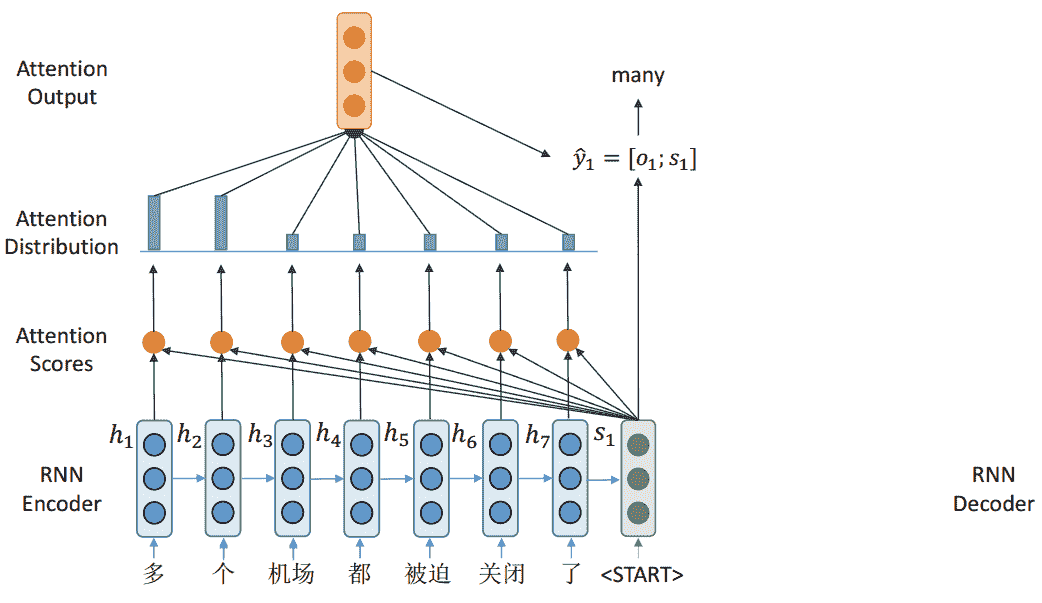 Attention
Output
many
ŷ₁ = [o₁; s₁]
Attention
Distribution
Attention
Scores
h₁ h₂ h₃ h₄ h₅ h₆ h₇ s₁
RNN
Encoder
RNN
Decoder
多 个 机场 都 被迫 关闭 了 <START>